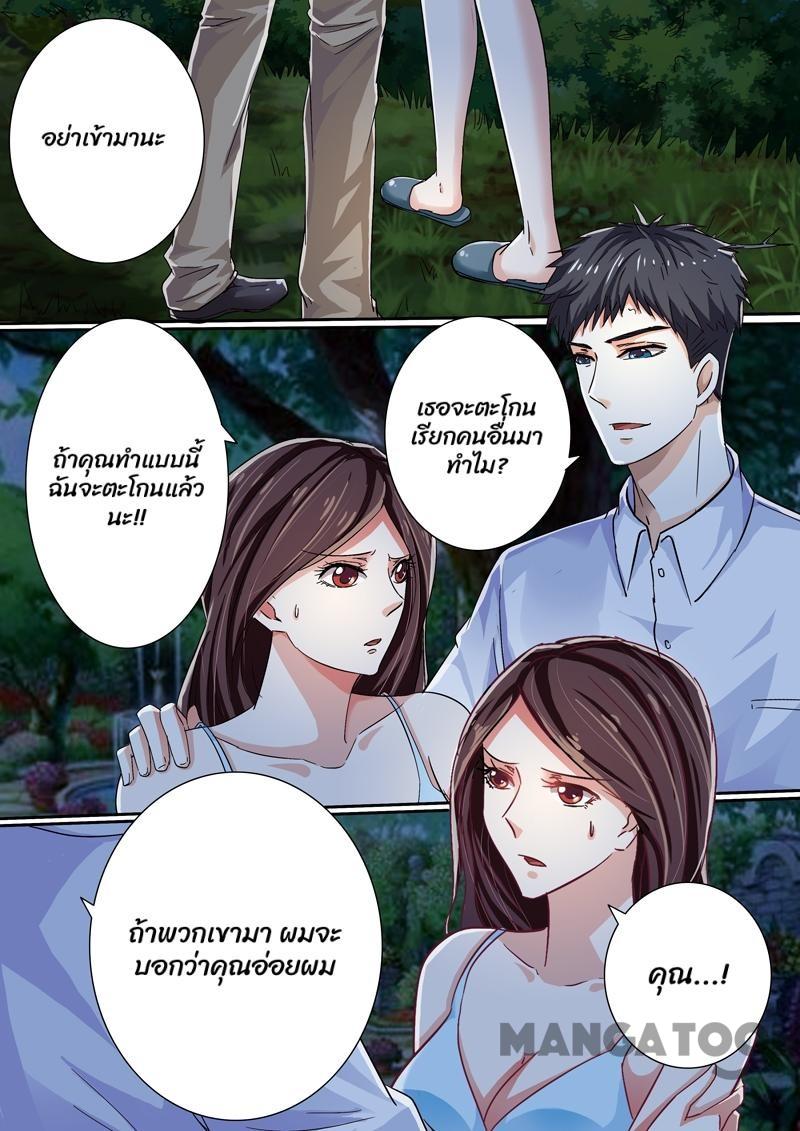 อย่าเข้ามานะ
เธอจะตะโกน
เรียกคนอื่นมา
ทำไม?
ถ้าคุณทำแบบนี้
ฉันจะตะโกนแล้ว
นะ!!
ถ้าพวกเขามา ผมจะ
บอกว่าคุณอ่อยผม
คุณ...!
MANGATOO